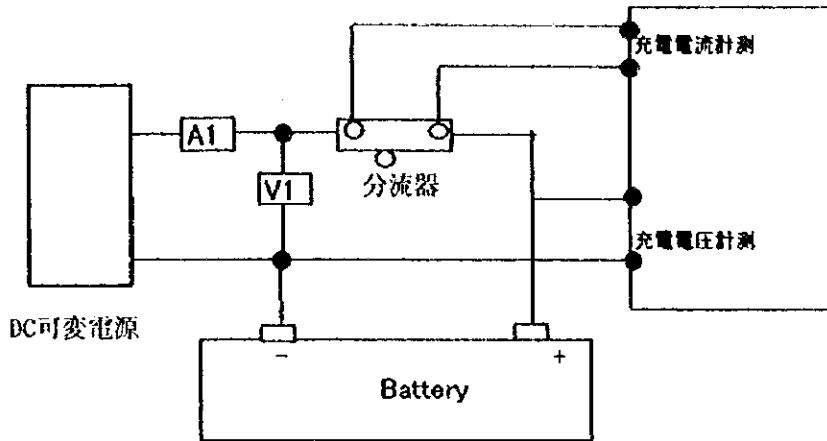 充電電流計測
A1
V1
分流器
充電電圧計測
DC可変電源
- +
Battery